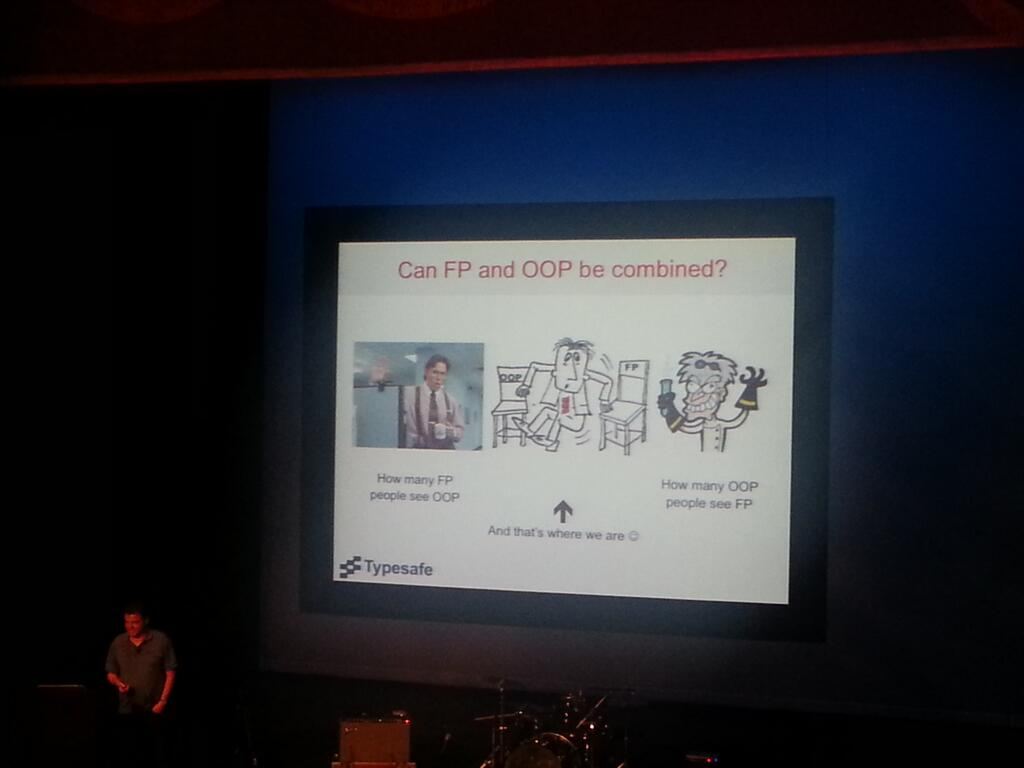 Can FP and OOP be combined?
OOP
FP
How many FP
people see OOP
How many OOP
people see FP
And that's where we are ☺
Typesafe